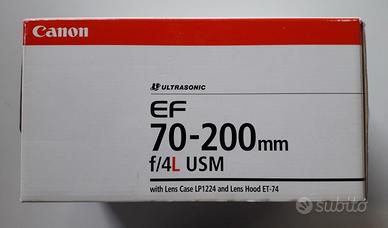 Canon
ULTRASONIC
EF
70-200mm
f/4L USM
with Lens Case LP1224 and Lens Hood ET-74
subito